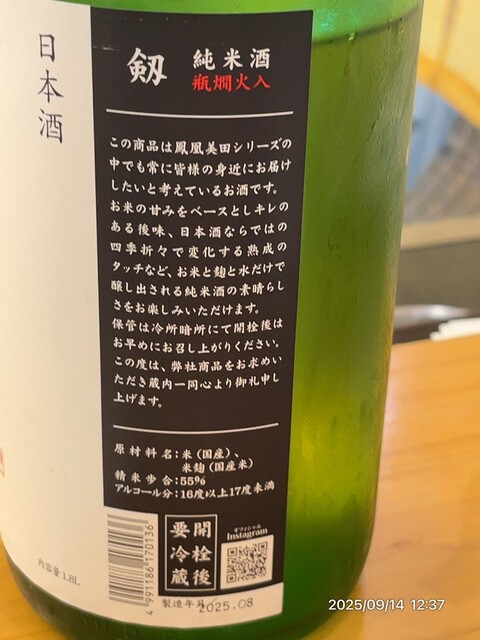 日本酒
剱 純米酒
瓶燗火入
この商品は鳳凰美田シリーズの
中でも常に皆様の身近にお届け
したいと考えているお酒です。
お米の甘みをベースとしキレの
ある後味、日本酒ならではの
四季折々で変化する熟成の
タッチなど、お米と麹と水だけで
醸し出される純米酒の素晴らし
さをお楽しみいただけます。
保管は冷所暗所にて開栓後は
お早めにお召し上がりください。
この度は、弊社商品をお求めい
ただき蔵内一同心より御礼申し
上げます。
原材料名:米(国産)、
米麹(国産米)
精米歩合:55%
アルコール分:16度以上17度未満
4 991186 170136
開栓後
要冷蔵
オフィシャル
Instagram
内容量 1.8L
製造年月
2025.08
2025/09/14 12:37